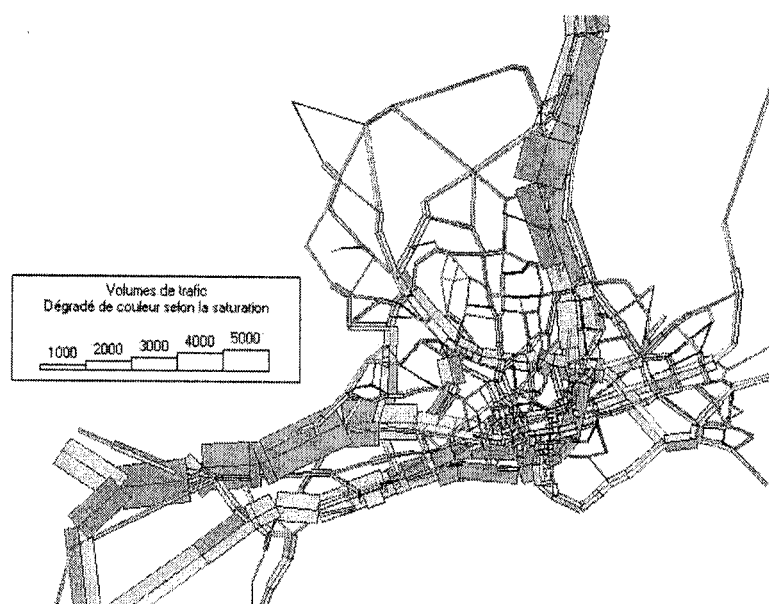 Volumes de trafic
Dégradé de couleur selon la saturation
1000 2000 3000 4000 5000